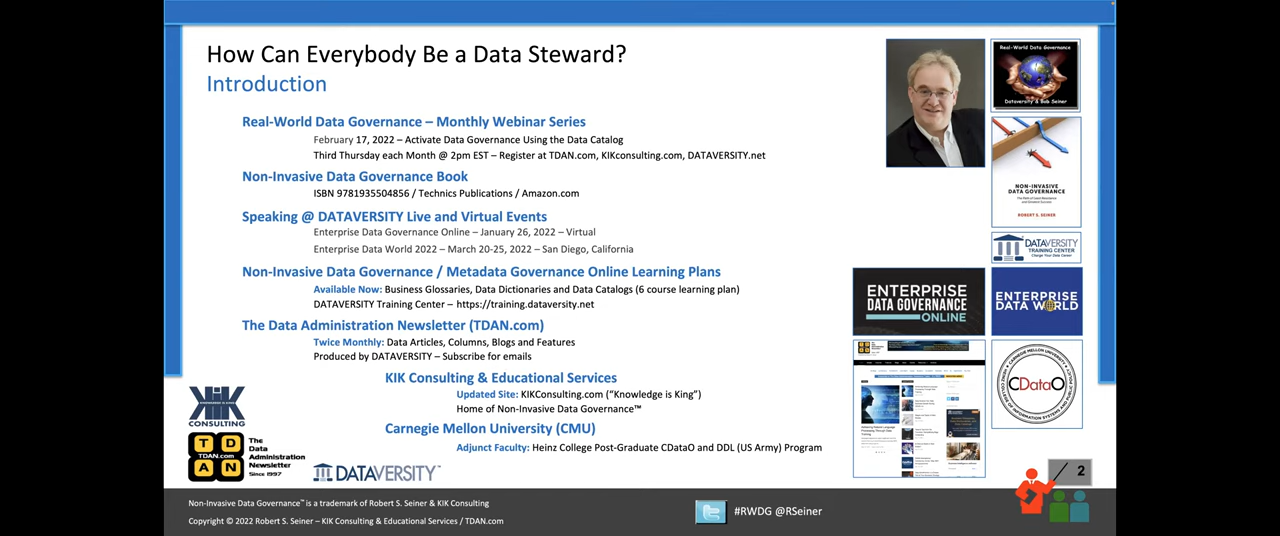 How Can Everybody Be a Data Steward?
Introduction
Real-World Data Governance – Monthly Webinar Series
February 17, 2022 – Activate Data Governance Using the Data Catalog
Third Thursday each Month @ 2pm EST – Register at TDAN.com, KIKconsulting.com, DATAVERSITY.net
Non-Invasive Data Governance Book
ISBN 9781935504856 / Technics Publications / Amazon.com
Speaking @ DATAVERSITY Live and Virtual Events
Enterprise Data Governance Online – January 26, 2022 – Virtual
Enterprise Data World 2022 – March 20-25, 2022 – San Diego, California
Non-Invasive Data Governance / Metadata Governance Online Learning Plans
Available Now: Business Glossaries, Data Dictionaries and Data Catalogs (6 course learning plan)
DATAVERSITY Training Center – https://training.dataversity.net
The Data Administration Newsletter (TDAN.com)
Twice Monthly: Data Articles, Columns, Blogs and Features
Produced by DATAVERSITY – Subscribe for emails
KIK Consulting & Educational Services
Updated Site: KIKConsulting.com (“Knowledge is King”)
Home of Non-Invasive Data Governance™
Carnegie Mellon University (CMU)
Adjunct Faculty: Heinz College Post-Graduate CDataO and DDL (US Army) Program
Real-World Data Governance
Dataversity & Bob Seiner
NON-INVASIVE
DATA GOVERNANCE
ROBERT S. SEINER
DATAVERSITY
TRAINING CENTER
ENTERPRISE
DATA GOVERNANCE
ONLINE
ENTERPRISE
DATA WORLD
CDataO
KIK
CONSULTING
TD
TDAN.com
AN
The
Data
Administration
Newsletter
Since 1997
DATAVERSITY™
2
Non-Invasive Data Governance™ is a trademark of Robert S. Seiner & KIK Consulting
Copyright © 2022 Robert S. Seiner – KIK Consulting & Educational Services / TDAN.com
#RWDG @RSeiner